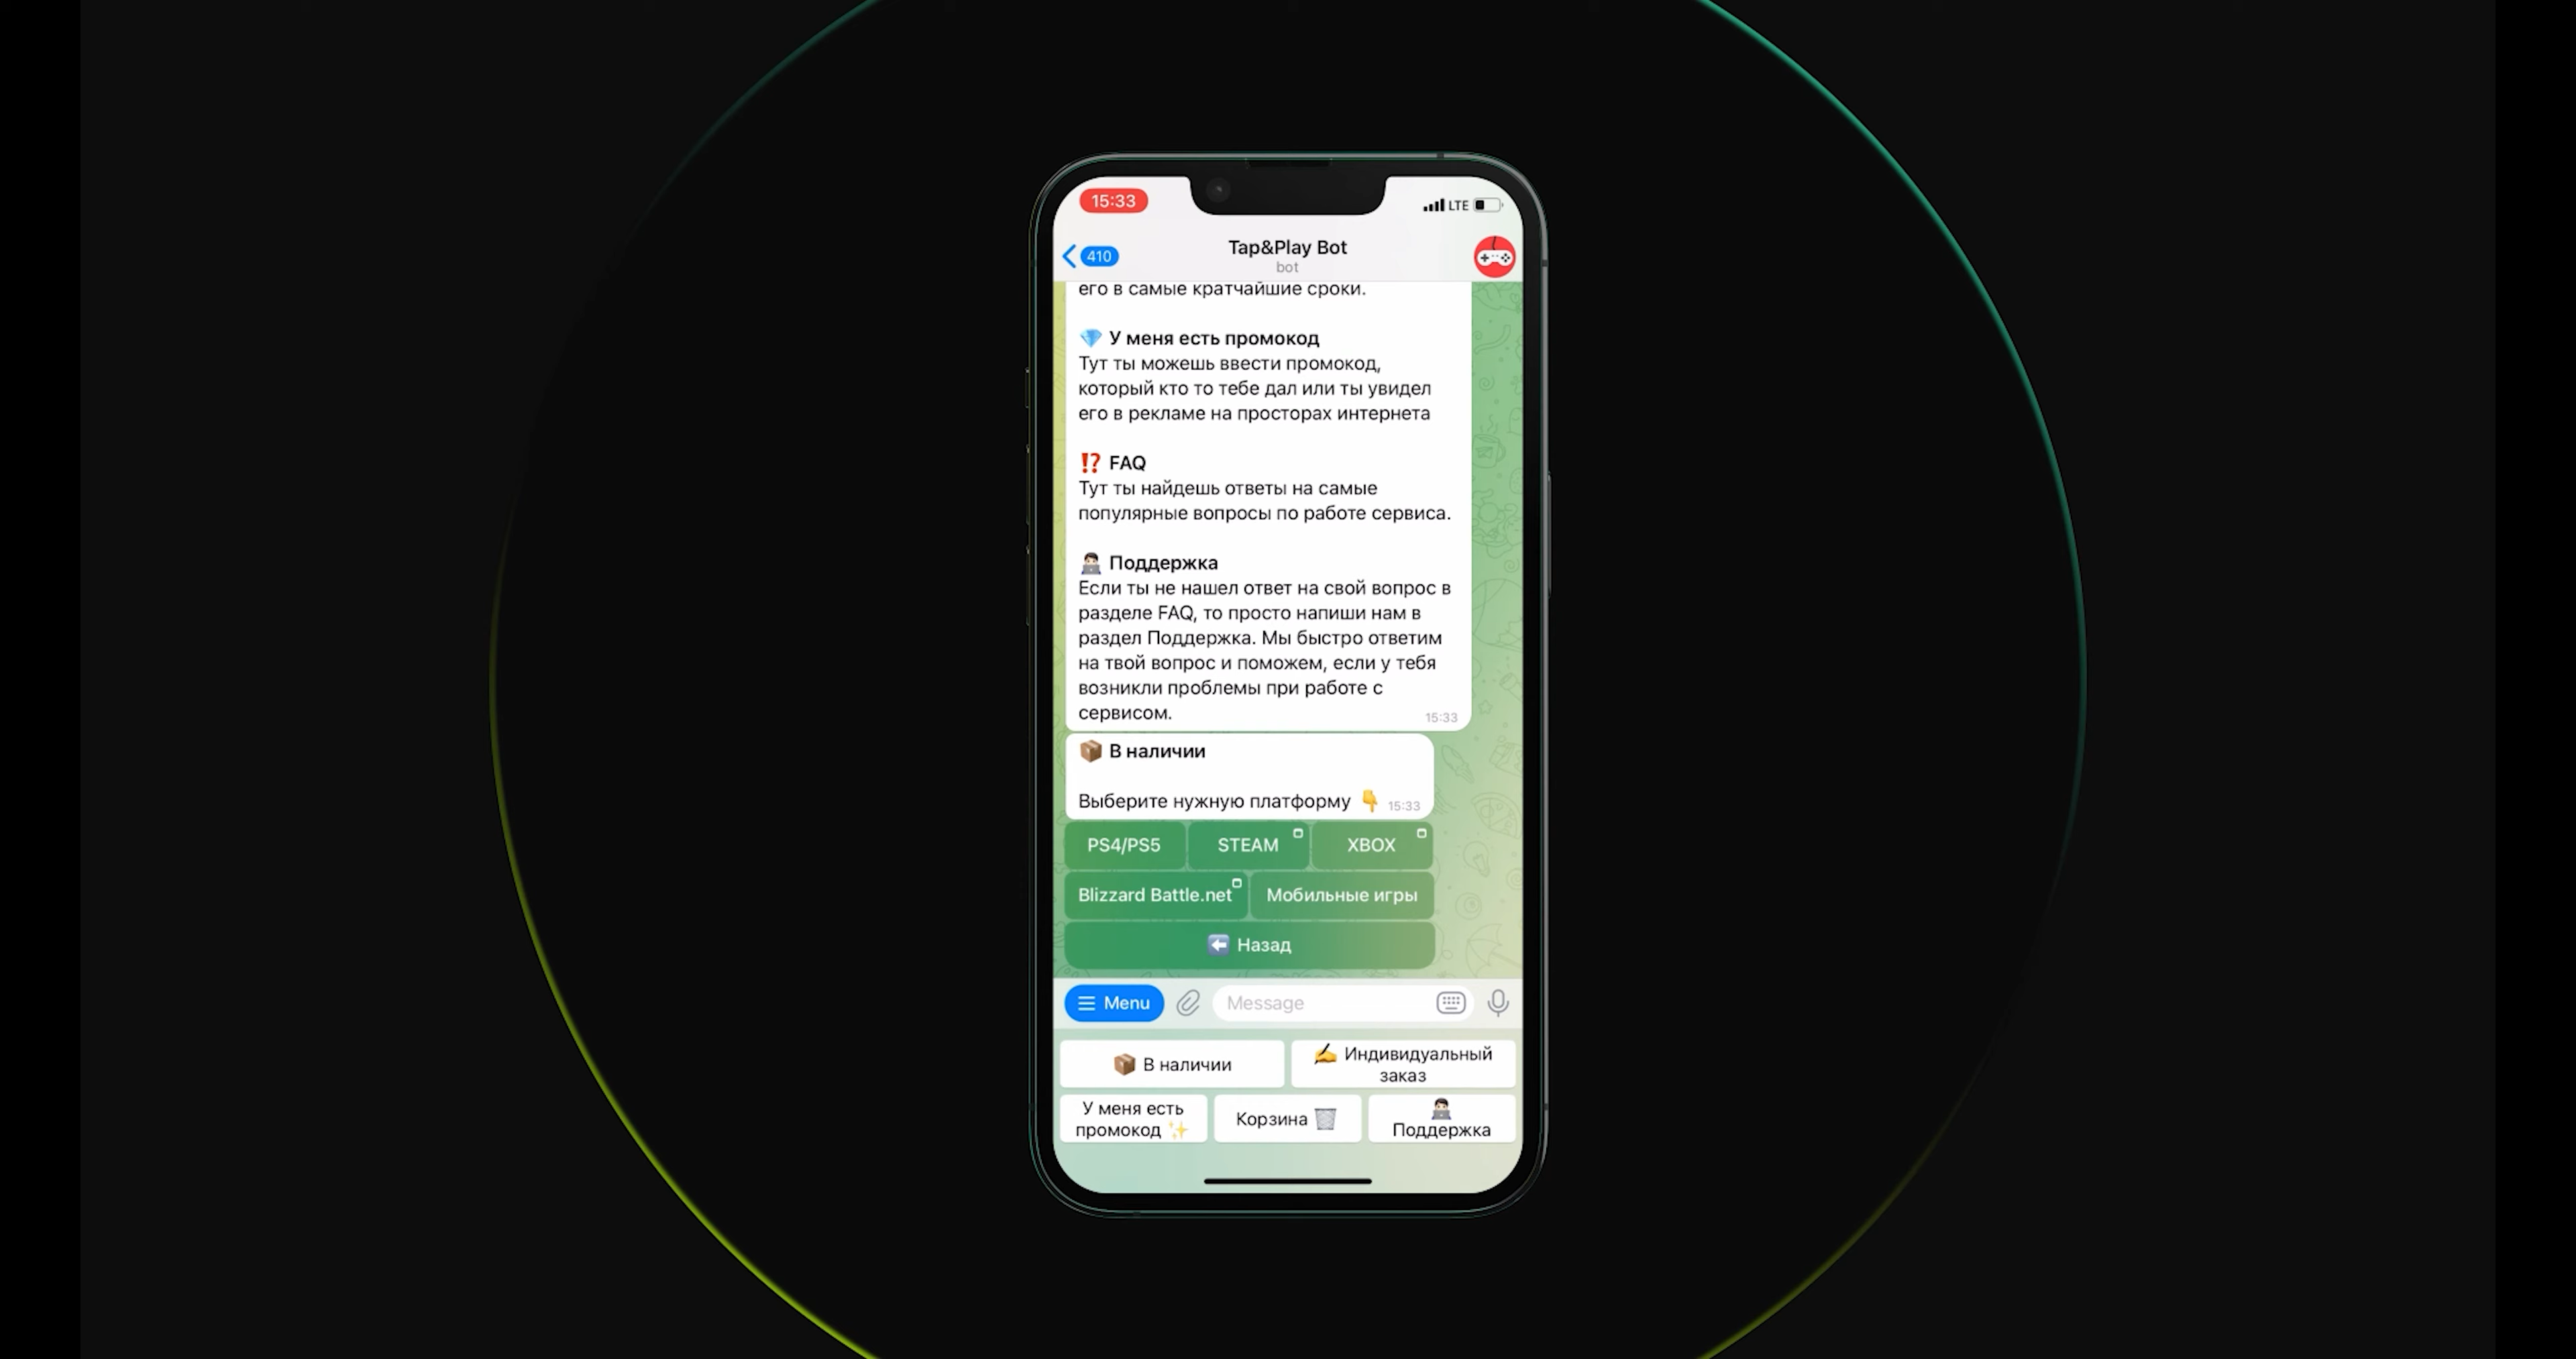 15:33
LTE
410
Tap&Play Bot
bot
его в самые кратчайшие сроки.
💎 У меня есть промокод
Тут ты можешь ввести промокод,
который кто то тебе дал или ты увидел
его в рекламе на просторах интернета
⁉️ FAQ
Тут ты найдешь ответы на самые
популярные вопросы по работе сервиса.
👨🏻‍💻 Поддержка
Если ты не нашел ответ на свой вопрос в
разделе FAQ, то просто напиши нам в
раздел Поддержка. Мы быстро ответим
на твой вопрос и поможем, если у тебя
возникли проблемы при работе с
сервисом.
15:33
📦 В наличии
Выберите нужную платформу 👇 15:33
PS4/PS5 STEAM XBOX
Blizzard Battle.net Мобильные игры
⬅️ Назад
Menu Message
📦 В наличии
✍️ Индивидуальный
заказ
У меня есть
промокод ✨
Корзина 🗑️
👨🏻‍💻
Поддержка